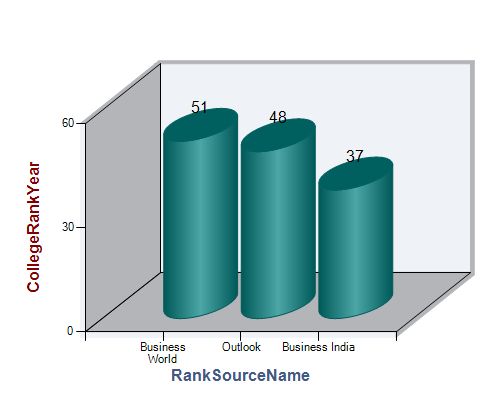 51
48
37
60
30
0
CollegeRankYear
Business
World
Outlook
Business India
RankSourceName